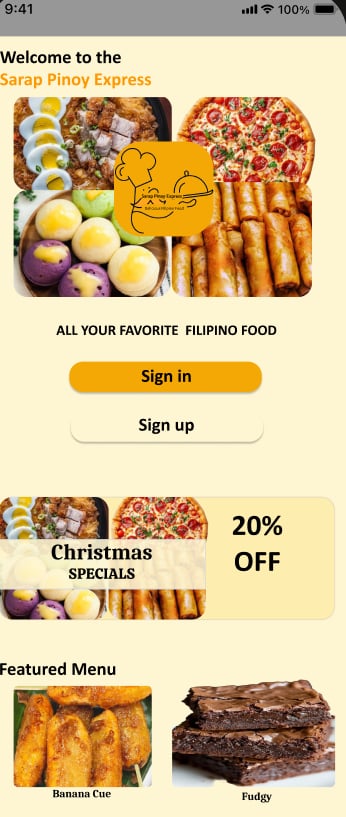 9:41
100%
Welcome to the
Sarap Pinoy Express
Sarap Pinoy Express
ALL YOUR FAVORITE FILIPINO FOOD
Sign in
Sign up
Christmas
SPECIALS
20%
OFF
Featured Menu
Banana Cue
Fudgy